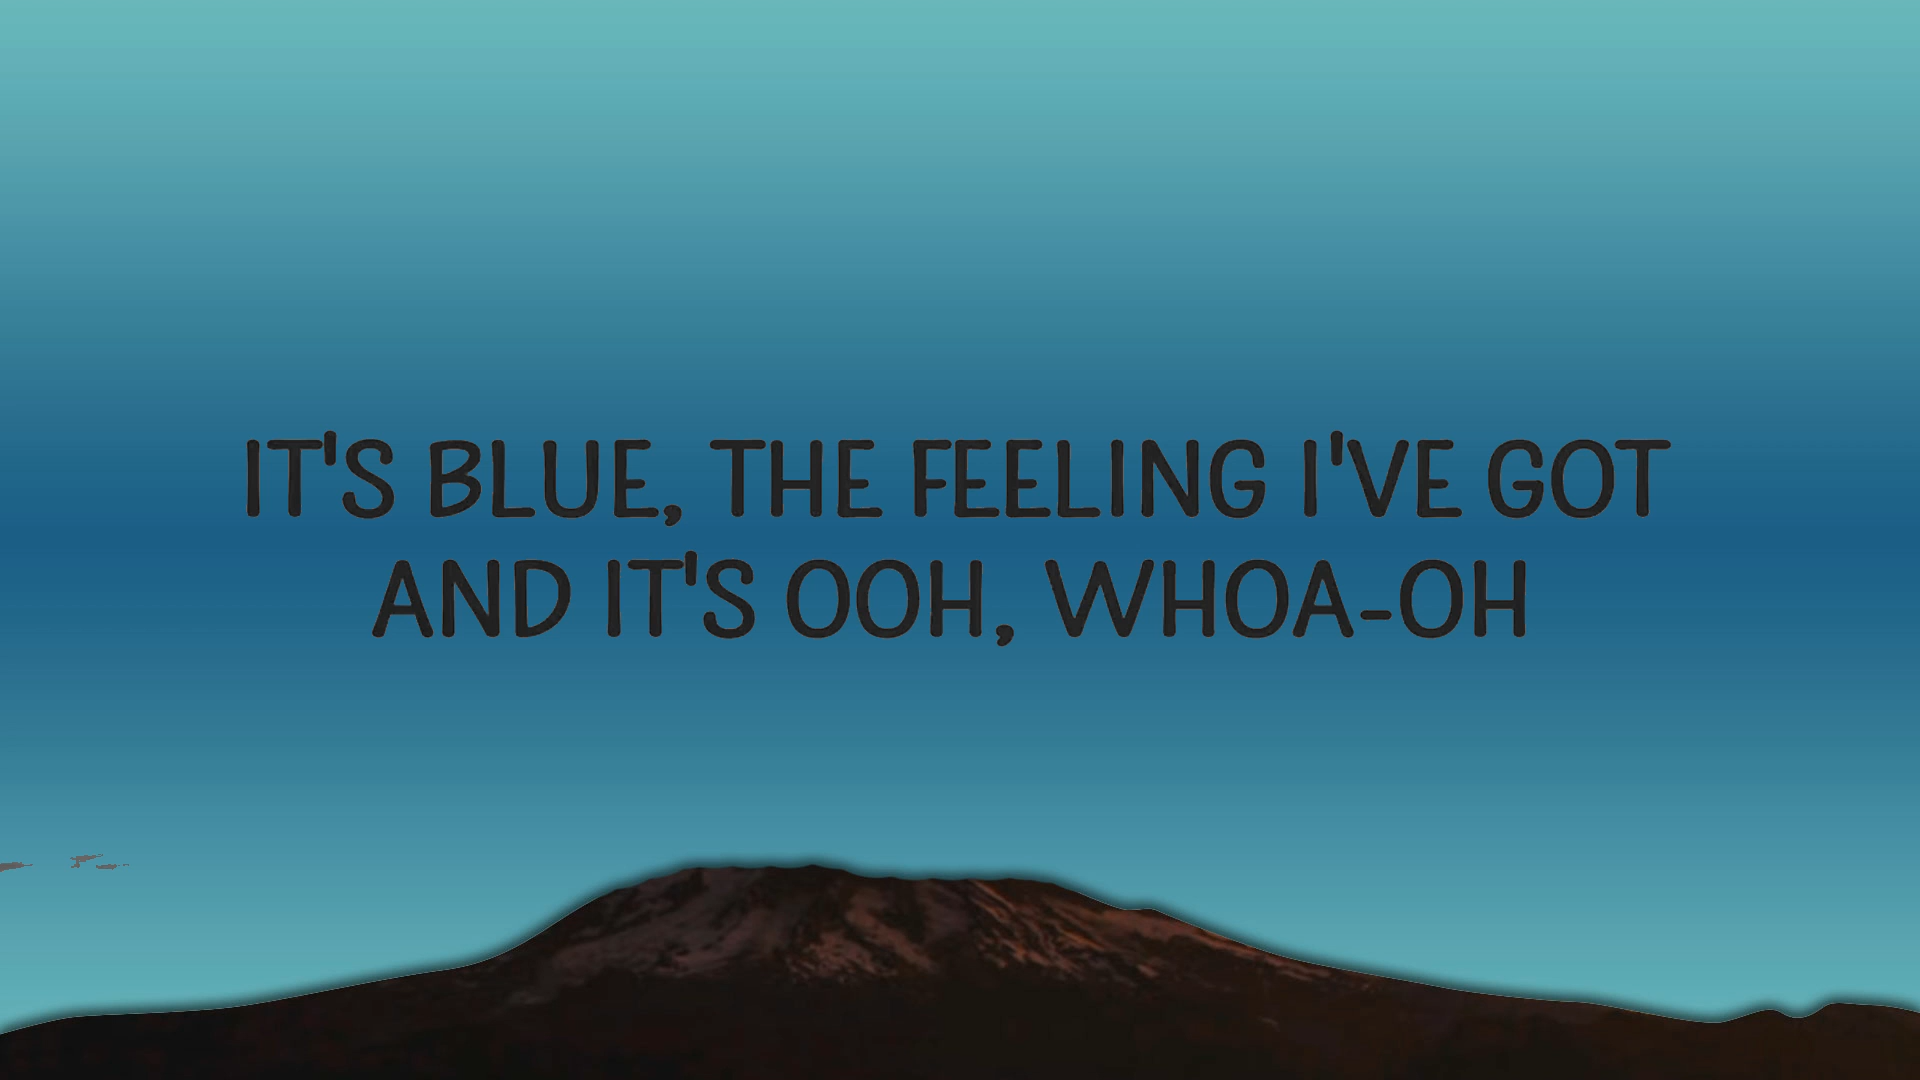 IT'S BLUE, THE FEELING I'VE GOT
AND IT'S OOH, WHOA-OH